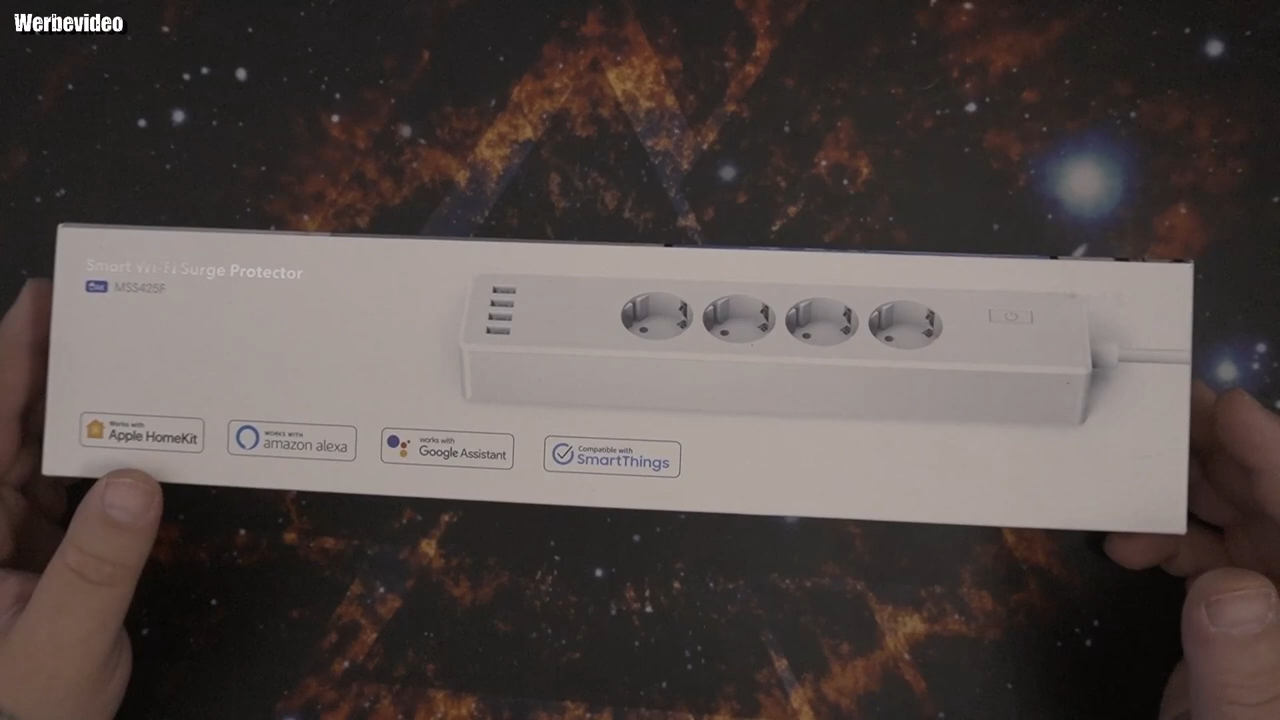 Werbevideo
Smart Wi-Fi Surge Protector
MSS425F
Works with
Apple HomeKit
WORKS WITH
amazon alexa
works with
Google Assistant
Compatible with
SmartThings